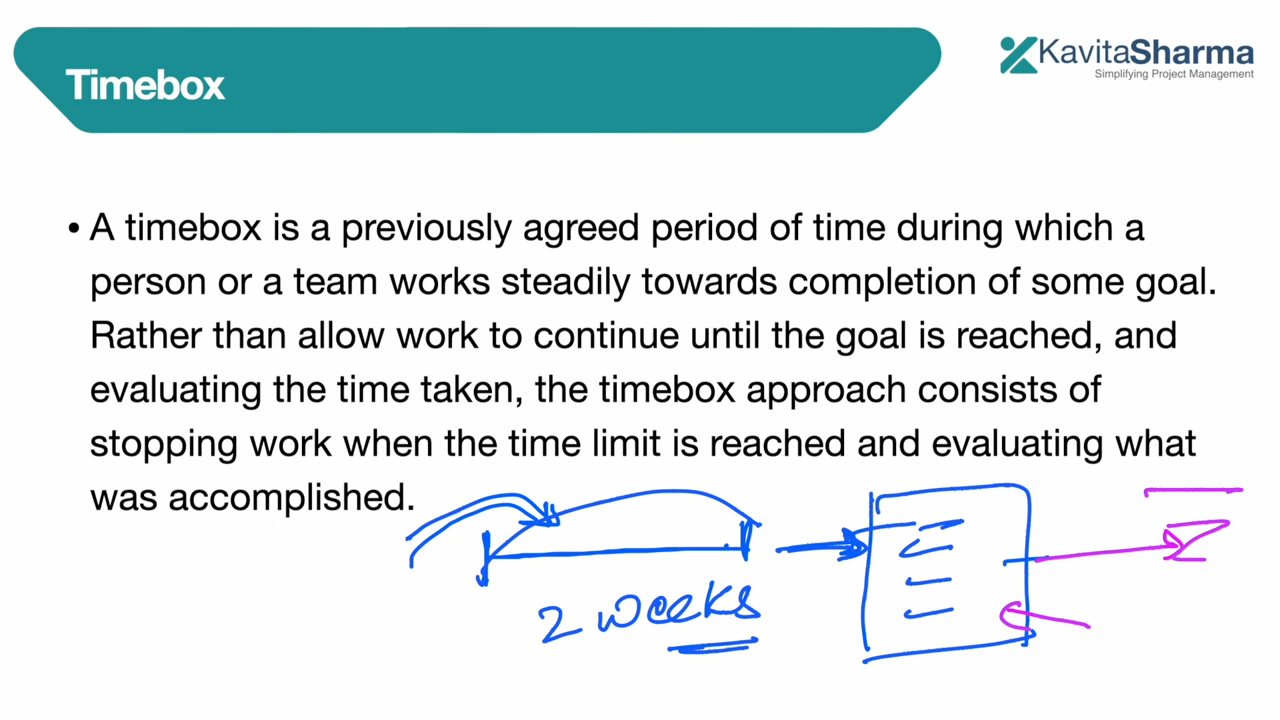 Timebox
KavitaSharma
Simplifying Project Management
• A timebox is a previously agreed period of time during which a
person or a team works steadily towards completion of some goal.
Rather than allow work to continue until the goal is reached, and
evaluating the time taken, the timebox approach consists of
stopping work when the time limit is reached and evaluating what
was accomplished.
2 weeks